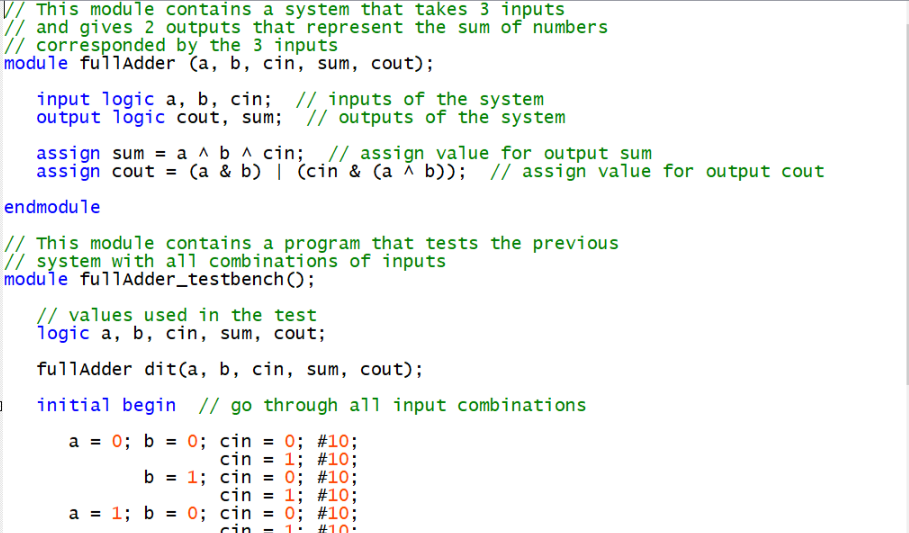 // This module contains a system that takes 3 inputs
// and gives 2 outputs that represent the sum of numbers
// corresponded by the 3 inputs
module fullAdder (a, b, cin, sum, cout);
input logic a, b, cin;  // inputs of the system
output logic cout, sum;  // outputs of the system
assign sum = a ^ b ^ cin;  // assign value for output sum
assign cout = (a & b) | (cin & (a ^ b));  // assign value for output cout
endmodule
// This module contains a program that tests the previous
// system with all combinations of inputs
module fullAdder_testbench();
// values used in the test
logic a, b, cin, sum, cout;
fullAdder dit(a, b, cin, sum, cout);
initial begin  // go through all input combinations
a = 0; b = 0; cin = 0; #10;
cin = 1; #10;
b = 1; cin = 0; #10;
cin = 1; #10;
a = 1; b = 0; cin = 0; #10;
cin = 1; #10;